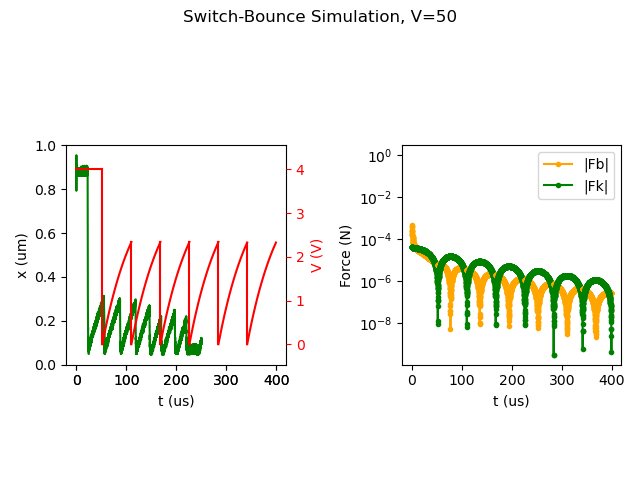 Switch-Bounce Simulation, V=50
1.0
0.8
0.6
0.4
0.2
0.0
x (um)
0 100 200 300 400
t (us)
4
3
2
1
0
V (V)
10^0
10^-2
10^-4
10^-6
10^-8
Force (N)
|Fb|
|Fk|
0 100 200 300 400
t (us)